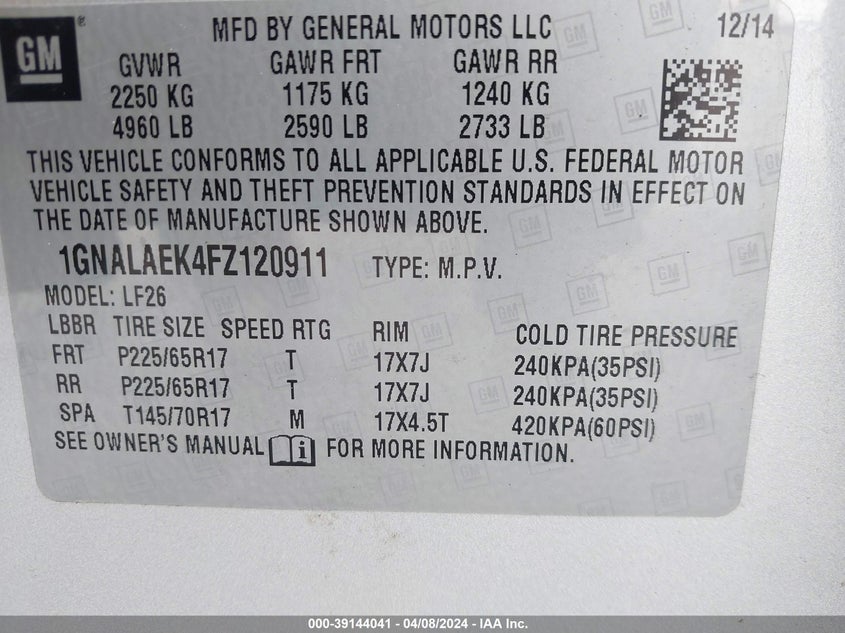 GM ® MFD BY GENERAL MOTORS LLC 12/14
GVWR GAWR FRT GAWR RR
2250 KG 1175 KG 1240 KG
4960 LB 2590 LB 2733 LB
THIS VEHICLE CONFORMS TO ALL APPLICABLE U.S. FEDERAL MOTOR
VEHICLE SAFETY AND THEFT PREVENTION STANDARDS IN EFFECT ON
THE DATE OF MANUFACTURE SHOWN ABOVE.
1GNALAEK4FZ120911 TYPE: M.P.V.
MODEL: LF26
LBBR TIRE SIZE SPEED RTG RIM COLD TIRE PRESSURE
FRT P225/65R17 T 17X7J 240KPA(35PSI)
RR P225/65R17 T 17X7J 240KPA(35PSI)
SPA T145/70R17 M 17X4.5T 420KPA(60PSI)
SEE OWNER'S MANUAL i FOR MORE INFORMATION.
000-39144041 - 04/08/2024 - IAA Inc.